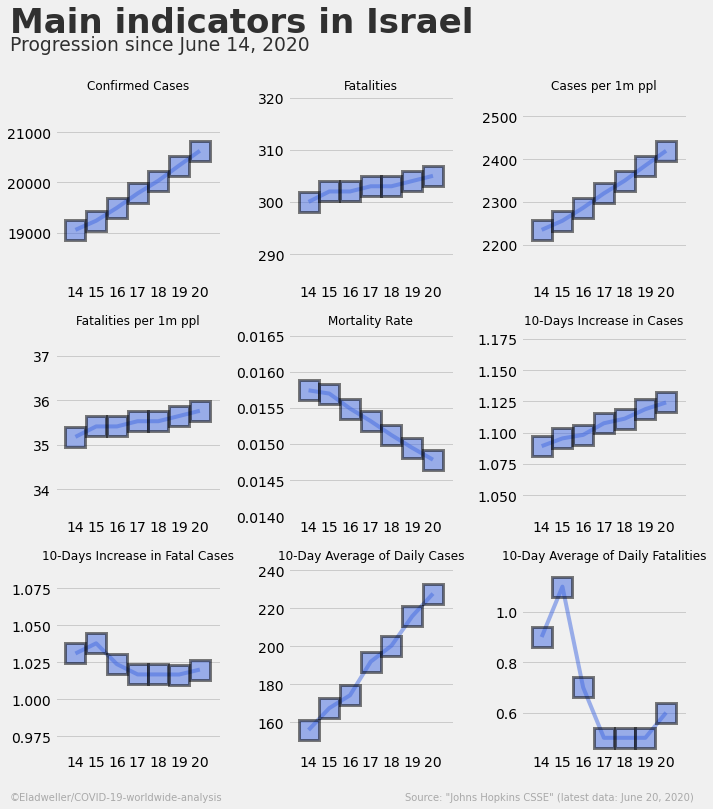 Main indicators in Israel
Progression since June 14, 2020
Confirmed Cases
21000
20000
19000
14 15 16 17 18 19 20
Fatalities
320
310
300
290
14 15 16 17 18 19 20
Cases per 1m ppl
2500
2400
2300
2200
14 15 16 17 18 19 20
Fatalities per 1m ppl
37
36
35
34
14 15 16 17 18 19 20
Mortality Rate
0.0165
0.0160
0.0155
0.0150
0.0145
0.0140
14 15 16 17 18 19 20
10-Days Increase in Cases
1.175
1.150
1.125
1.100
1.075
1.050
14 15 16 17 18 19 20
10-Days Increase in Fatal Cases
1.075
1.050
1.025
1.000
0.975
14 15 16 17 18 19 20
10-Day Average of Daily Cases
240
220
200
180
160
14 15 16 17 18 19 20
10-Day Average of Daily Fatalities
1.0
0.8
0.6
14 15 16 17 18 19 20
©Eladweller/COVID-19-worldwide-analysis
Source: "Johns Hopkins CSSE" (latest data: June 20, 2020)